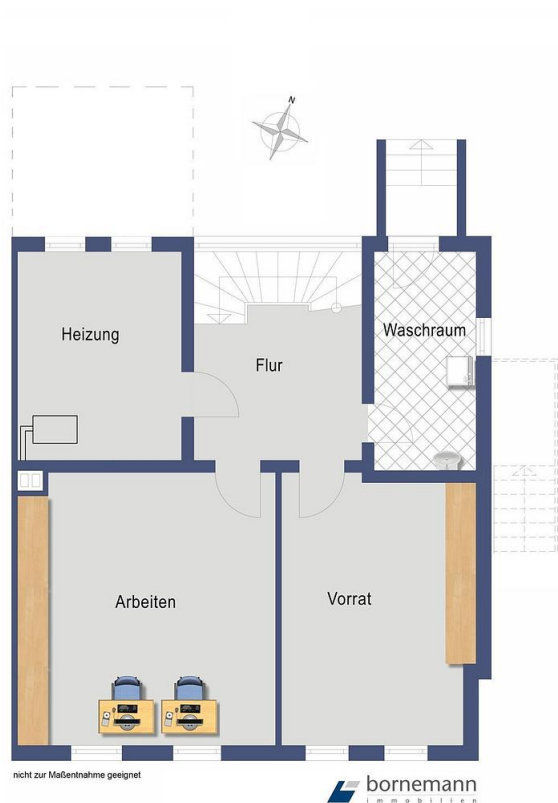 N
Heizung
Waschraum
Flur
Arbeiten
Vorrat
nicht zur Maßentnahme geeignet
bornemann
immobilien